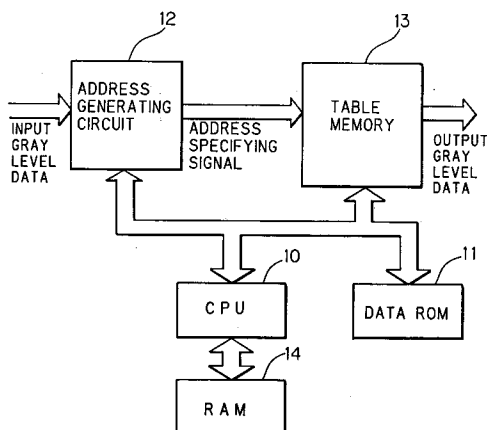 12
13
ADDRESS
GENERATING
CIRCUIT
TABLE
MEMORY
INPUT
GRAY
LEVEL
DATA
ADDRESS
SPECIFYING
SIGNAL
OUTPUT
GRAY
LEVEL
DATA
10
11
CPU
DATA ROM
14
RAM